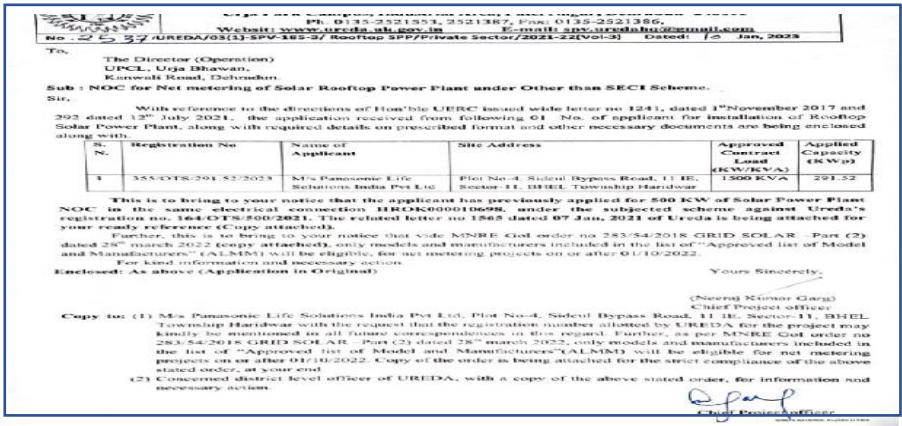 Urja Park Campus, Industrial Area,
Ph. 0135-2521553, 2521387, Fax: 0135-2521386,
Websit: www.ureda.uk.gov.in E-mail: spv.uredahq@gmail.com
No. 2537/UREDA/03(1)-SPV-185-2/ Rooftop SPP/Private Sector/2021-22[Vol-3] Dated: 10 Jan, 2023
To,
The Director (Operation)
UPCL, Urja Bhawan,
Kanwali Road, Dehradun.
Sub : NOC for Net metering of Solar Rooftop Power Plant under Other than SECI Scheme.
Sir,
With reference to the directions of Hon'ble UERC issued wide letter no 1241, dated 1st November 2017 and
292 dated 12th July 2021, the application received from following 01 No. of applicant for installation of Rooftop
Solar Power Plant, along with required details on prescribed format and other necessary documents are being enclosed
along with.
S. N. Registration No Name of Applicant Site Address Approved Contract Load (KW/KVA) Applied Capacity (KWp)
1 355/OTS/291.52/2023 M/s Panasonic Life Solutions India Pvt Ltd Plot No-4, Sidcul Bypass Road, 11 IE, Sector-11, BHEL Township Haridwar 1500 KVA 291.52
This is to bring to your notice that the applicant has previously applied for 500 KW of Solar Power Plant
NOC in the same electrical connection HROK000010698, under the subjected scheme against Ureda's
registration no. 164/OTS/500/2021. The related letter no 1565 dated 07 Jan, 2021 of Ureda is being attached for
your ready reference (Copy attached).
Further, this is to bring to your notice that vide MNRE GoI order no 283/54/2018 GRID SOLAR –Part (2)
dated 28th march 2022 (copy attached), only models and manufacturers included in the list of "Approved list of Model
and Manufacturers" (ALMM) will be eligible, for net metering projects on or after 01/10/2022.
For kind information and necessary action.
Enclosed: As above (Application in Original) Yours Sincerely,
(Neeraj Kumar Garg)
Chief Project officer
Copy to: (1) M/s Panasonic Life Solutions India Pvt Ltd, Plot No-4, Sidcul Bypass Road, 11 IE, Sector-11, BHEL
Township Haridwar with the request that the registration number allotted by UREDA for the project may
kindly be mentioned in all future correspondences in this regard. Further, as per MNRE GoI order no
283/54/2018 GRID SOLAR –Part (2) dated 28th march 2022, only models and manufacturers included in
the list of "Approved list of Model and Manufacturers"(ALMM) will be eligible for net metering
projects on or after 01/10/2022. Copy of the order is being attached for the strict compliance of the above
stated order, at your end.
(2) Concerned district level officer of UREDA, with a copy of the above stated order, for information and
necessary action.
Chief Project officer